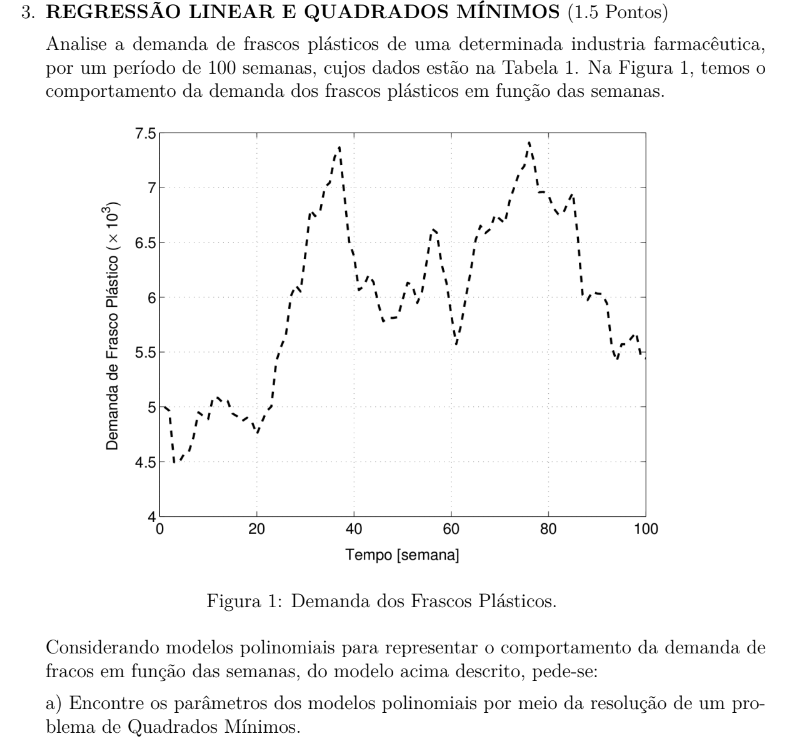 3. REGRESSÃO LINEAR E QUADRADOS MÍNIMOS (1.5 Pontos)
Analise a demanda de frascos plásticos de uma determinada industria farmacêutica,
por um período de 100 semanas, cujos dados estão na Tabela 1. Na Figura 1, temos o
comportamento da demanda dos frascos plásticos em função das semanas.
7.5
7
6.5
6
5.5
5
4.5
4
Demanda de Frasco Plástico (× 10³)
0 20 40 60 80 100
Tempo [semana]
Figura 1: Demanda dos Frascos Plásticos.
Considerando modelos polinomiais para representar o comportamento da demanda de
fracos em função das semanas, do modelo acima descrito, pede-se:
a) Encontre os parâmetros dos modelos polinomiais por meio da resolução de um pro-
blema de Quadrados Mínimos.